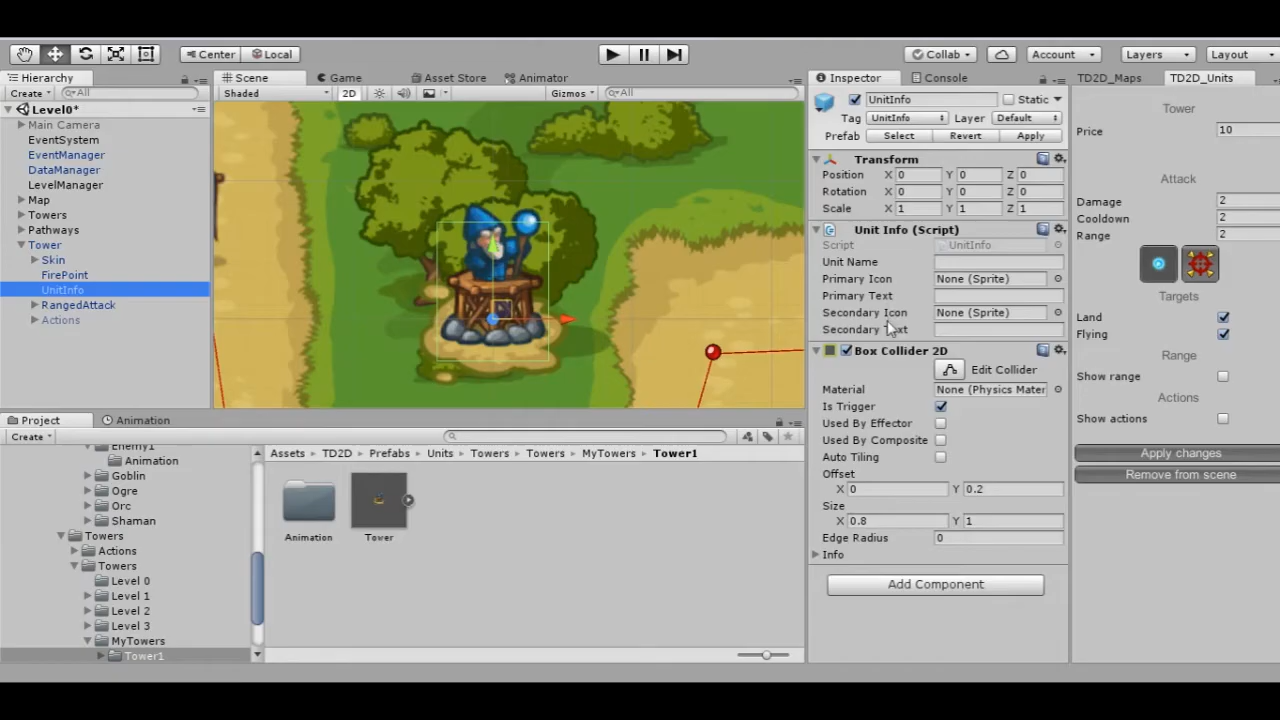 Center Local Collab Account Layers Layout
Hierarchy Scene Game Asset Store Animator Inspector Console TD2D_Maps TD2D_Units
Create All Shaded 2D Gizmos All
UnitInfo Static
Tag UnitInfo Layer Default
Prefab Select Revert Apply
Level0*
Main Camera
EventSystem
EventManager
DataManager
LevelManager
Map
Towers
Pathways
Tower
Skin
FirePoint
UnitInfo
RangedAttack
Actions
Transform
Position X 0 Y 0 Z 0
Rotation X 0 Y 0 Z 0
Scale X 1 Y 1 Z 1
Unit Info (Script)
Script UnitInfo
Unit Name
Primary Icon None (Sprite)
Primary Text
Secondary Icon None (Sprite)
Secondary Text
Box Collider 2D
Edit Collider
Material None (Physics Mater
Is Trigger
Used By Effector
Used By Composite
Auto Tiling
Offset
X 0 Y 0.2
Size
X 0.8 Y 1
Edge Radius 0
Info
Add Component
Tower
Price 10
Attack
Damage 2
Cooldown 2
Range 2
Targets
Land
Flying
Range
Show range
Actions
Show actions
Apply changes
Remove from scene
Project Animation
Create
Enemy1
Animation
Goblin
Ogre
Orc
Shaman
Towers
Actions
Towers
Level 0
Level 1
Level 2
Level 3
MyTowers
Tower1
Assets TD2D Prefabs Units Towers Towers MyTowers Tower1
Animation Tower